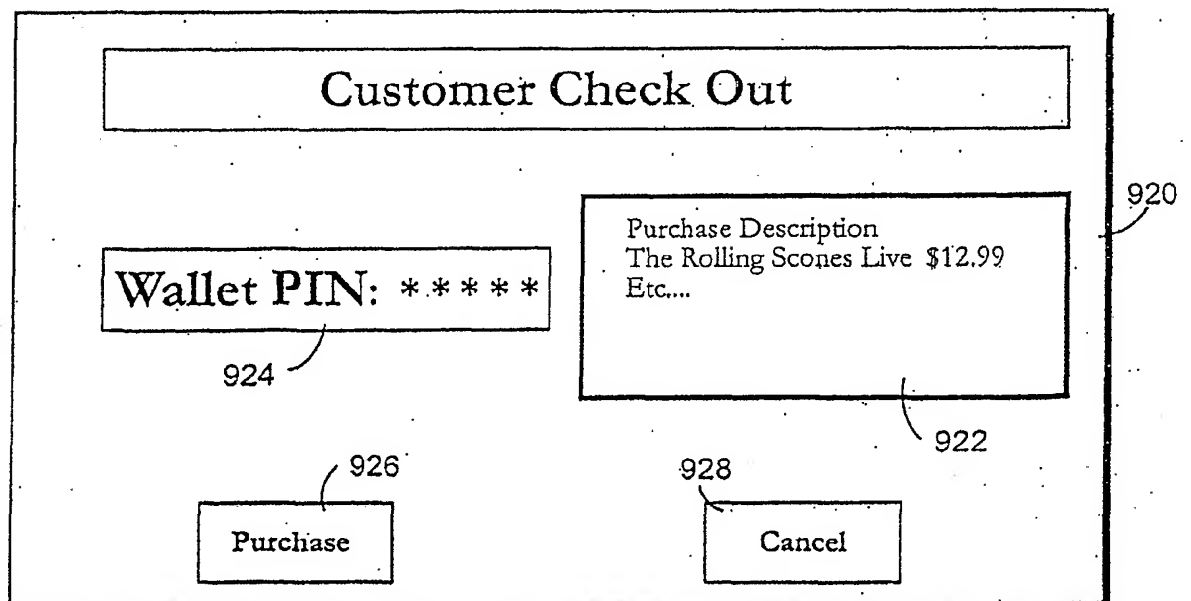 Customer Check Out
920
Purchase Description
The Rolling Scones Live $12.99
Etc....
Wallet PIN: *****
924
922
926
928
Purchase
Cancel